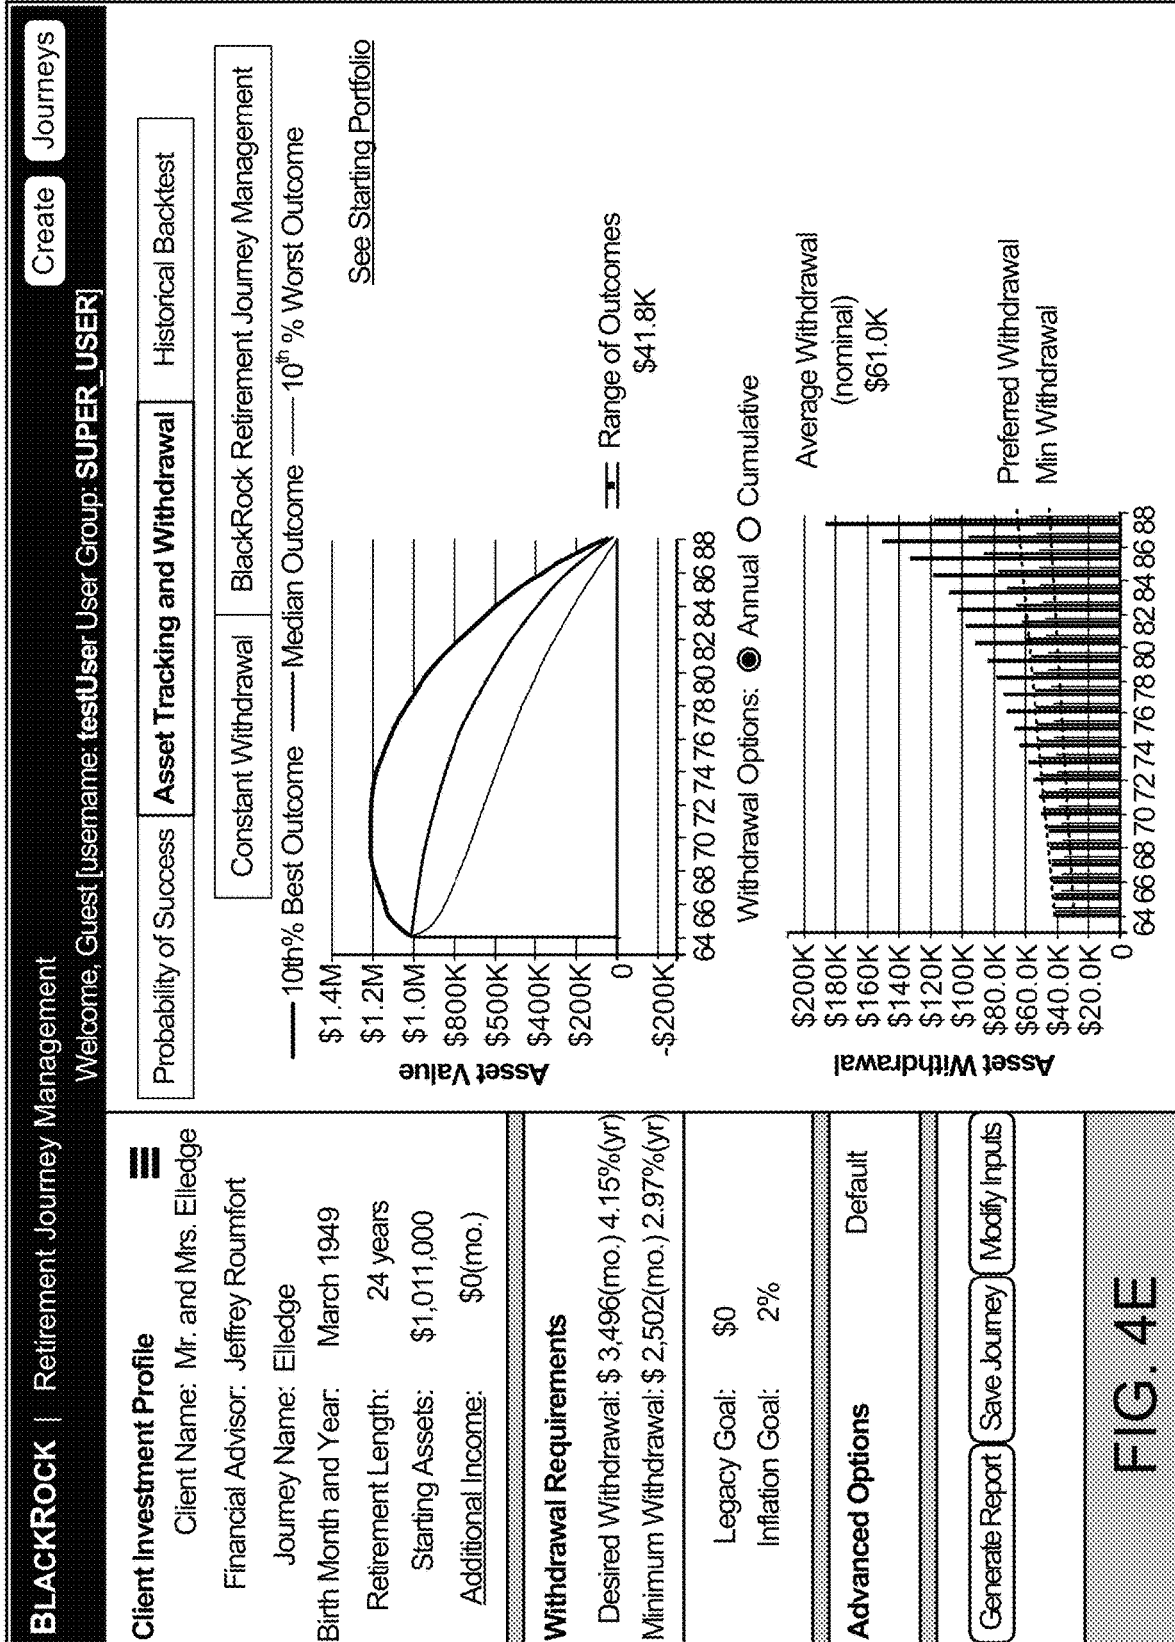 BLACKROCK | Retirement Journey Management
Create
Journeys
Welcome, Guest [username: testUser User Group: SUPER_USER]
Client Investment Profile
Client Name: Mr. and Mrs. Elledge
Financial Advisor: Jeffrey Roumfort
Journey Name: Elledge
Birth Month and Year: March 1949
Retirement Length: 24 years
Starting Assets: $1,011,000
Additional Income: $0(mo.)
Withdrawal Requirements
Desired Withdrawal: $ 3,496(mo.) 4.15%(yr)
Minimum Withdrawal: $ 2,502(mo.) 2.97%(yr)
Legacy Goal: $0
Inflation Goal: 2%
Advanced Options Default
Generate Report Save Journey Modify Inputs
Probability of Success Asset Tracking and Withdrawal Historical Backtest
Constant Withdrawal BlackRock Retirement Journey Management
10th% Best Outcome Median Outcome 10th % Worst Outcome
See Starting Portfolio
Asset Value
$1.4M
$1.2M
$1.0M
$800K
$500K
$400K
$200K
0
-$200K
64 66 68 70 72 74 76 78 80 82 84 86 88
Range of Outcomes
$41.8K
Withdrawal Options: Annual Cumulative
Asset Withdrawal
$200K
$180K
$160K
$140K
$120K
$100K
$80.0K
$60.0K
$40.0K
$20.0K
0
64 66 68 70 72 74 76 78 80 82 84 86 88
Average Withdrawal
(nominal)
$61.0K
Preferred Withdrawal
Min Withdrawal
FIG. 4E